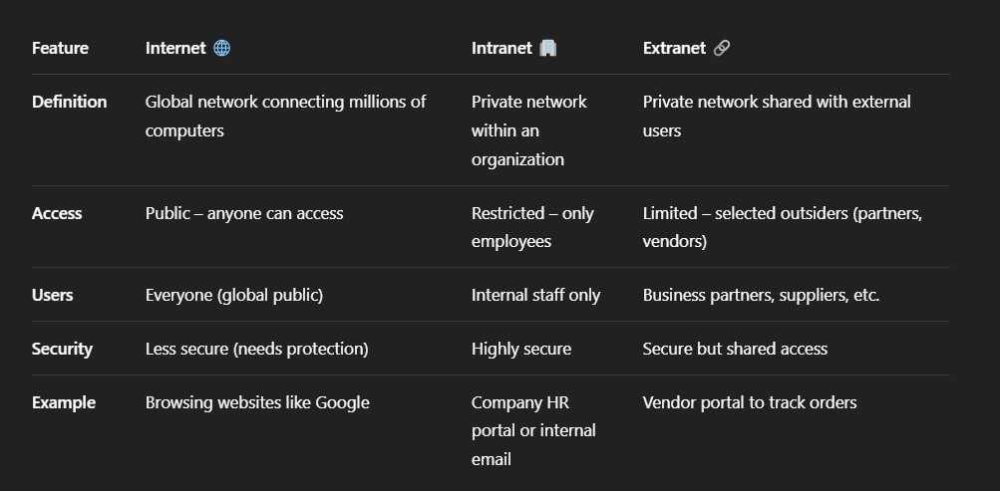 Feature Internet 🌐 Intranet 🏢 Extranet 🔗
Definition Global network connecting millions of Private network Private network shared with external
computers within an users
organization
Access Public – anyone can access Restricted – only Limited – selected outsiders (partners,
employees vendors)
Users Everyone (global public) Internal staff only Business partners, suppliers, etc.
Security Less secure (needs protection) Highly secure Secure but shared access
Example Browsing websites like Google Company HR Vendor portal to track orders
portal or internal
email